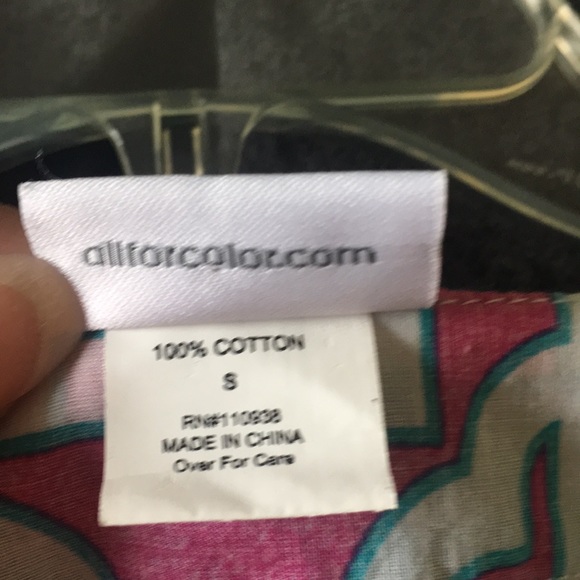 allforcolor.com
100% COTTON
S
RN#110938
MADE IN CHINA
Over For Care